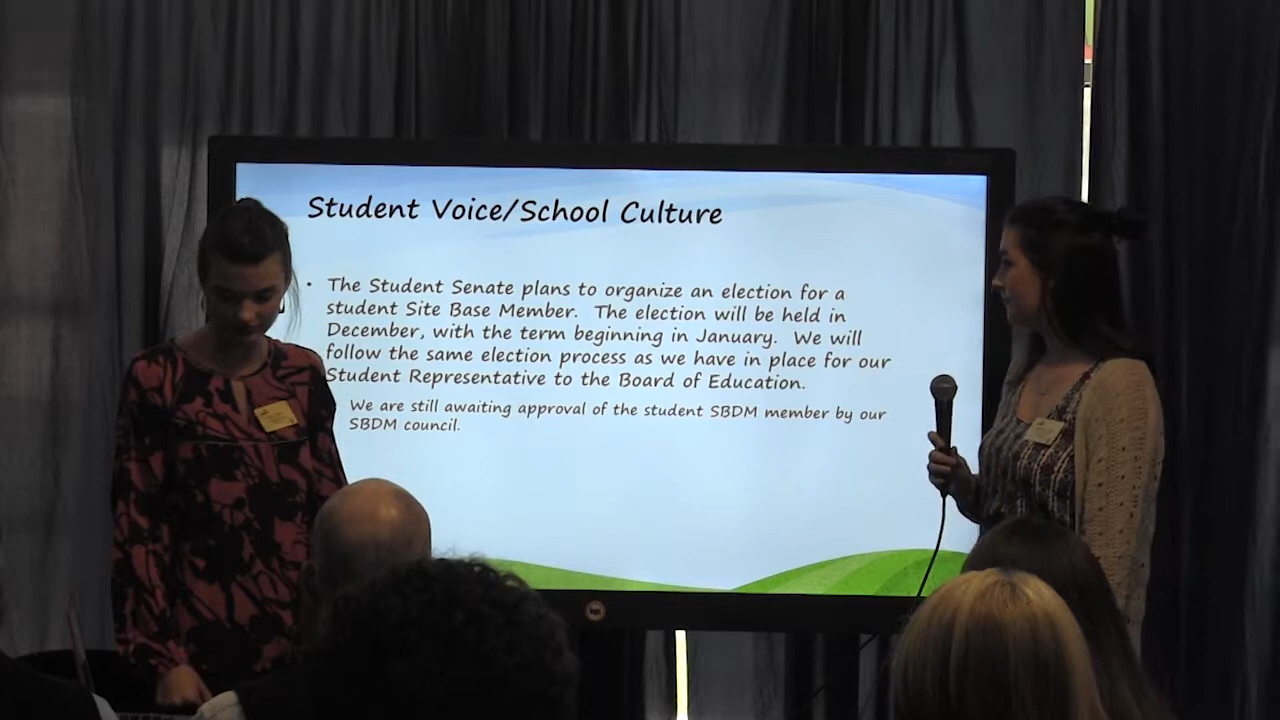 Student Voice/School Culture
• The Student Senate plans to organize an election for a
student Site Base Member. The election will be held in
December, with the term beginning in January. We will
follow the same election process as we have in place for our
Student Representative to the Board of Education.
We are still awaiting approval of the student SBDM member by our
SBDM council.